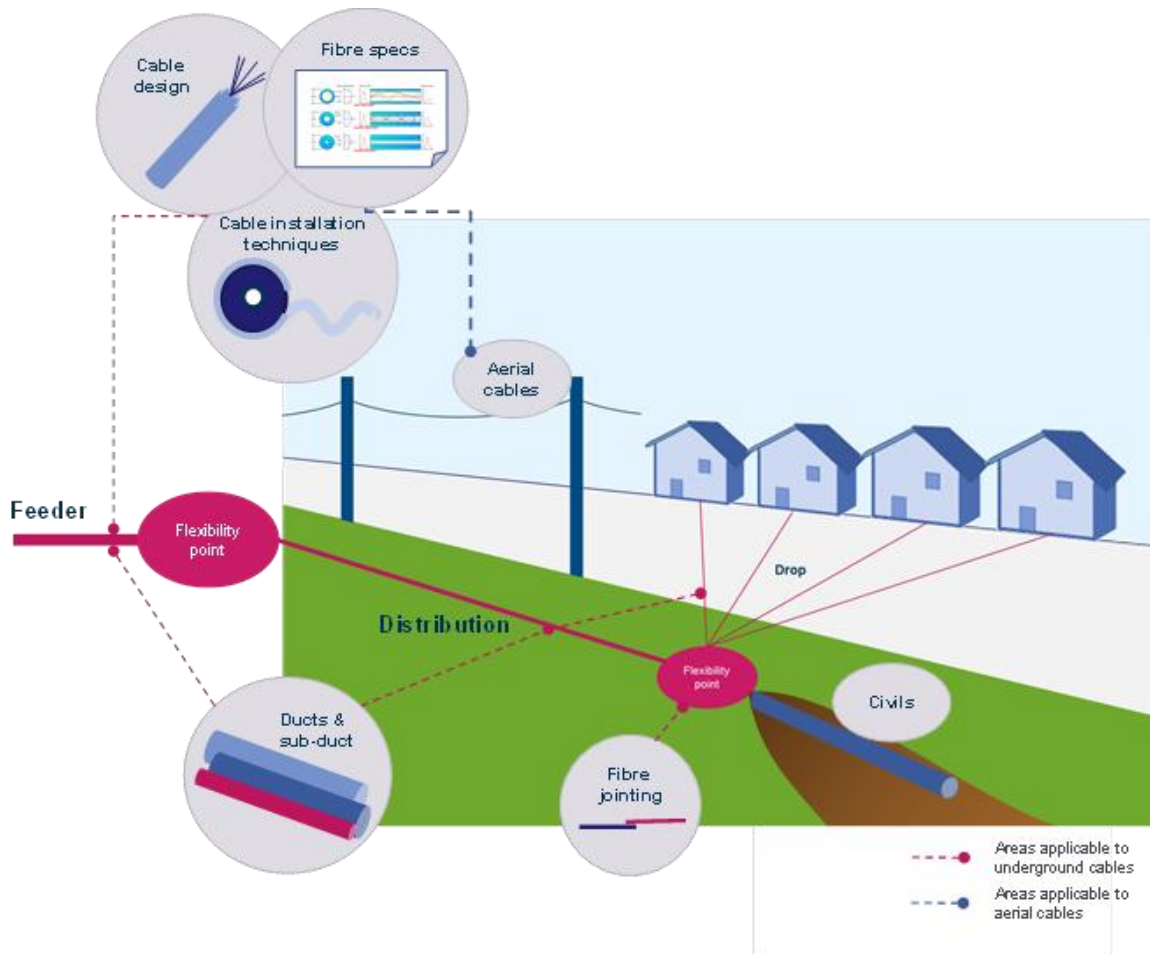 Cable
design
Fibre specs
Cable installation
techniques
Aerial
cables
Feeder
Flexibility
point
Drop
Distribution
Flexibility
point
Civils
Ducts &
sub-duct
Fibre
jointing
Areas applicable to
underground cables
Areas applicable to
aerial cables